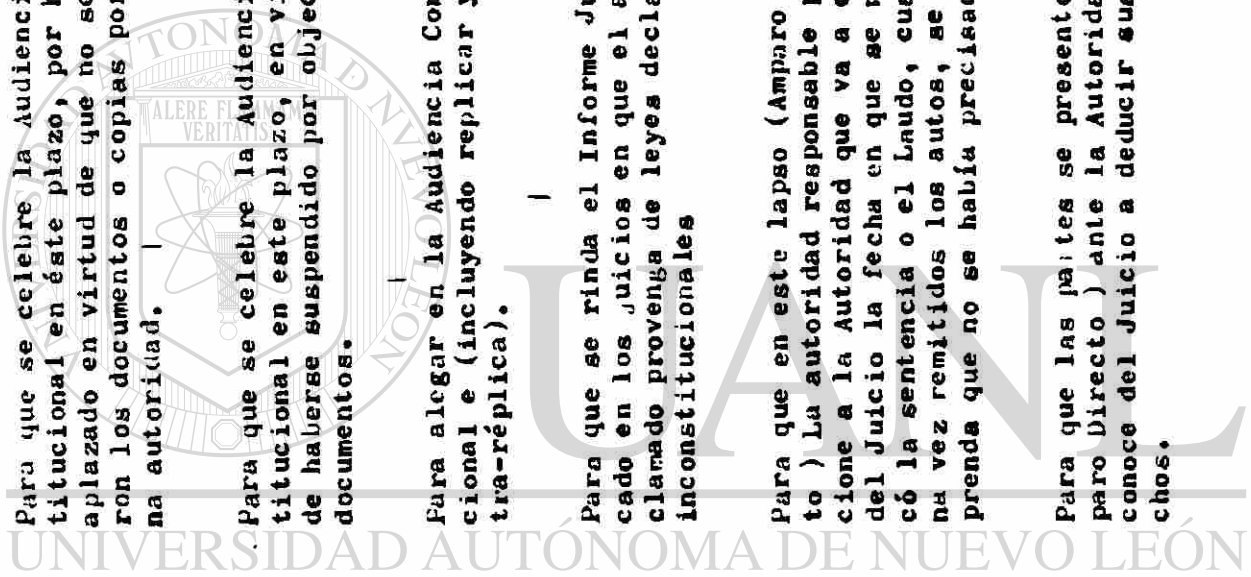 Para que se celebre la Audienci
titucional en éste plazo, por h
aplazado en virtud de que no se
ron los documentos o copias por
na autoridad.
Para que se celebre la Audienci
titucional en este plazo, en vi
de haberse suspendido por objec
documentos.
Para alegar en la Audiencia Con
cional e (incluyendo replicar y
tra-réplica).
Para que se rinda el Informe Ju
cado en los juicios en que el a
clamado provenga de leyes decla
inconstitucionales
Para que en este lapso (Amparo
to ) La autoridad responsable
cione a la Autoridad que va a
del Juicio la fecha en que se
có la sentencia o el Laudo, cua
na vez remitidos los autos, se
prenda que no se había precisad
Para que las partes se present
paro Directo ) ante la Autorida
conoce del Juicio a deducir sus
chos.
ALERE FLAMMAM
VERITATIS
UANL
UNIVERSIDAD AUTÓNOMA DE NUEVO LEÓN